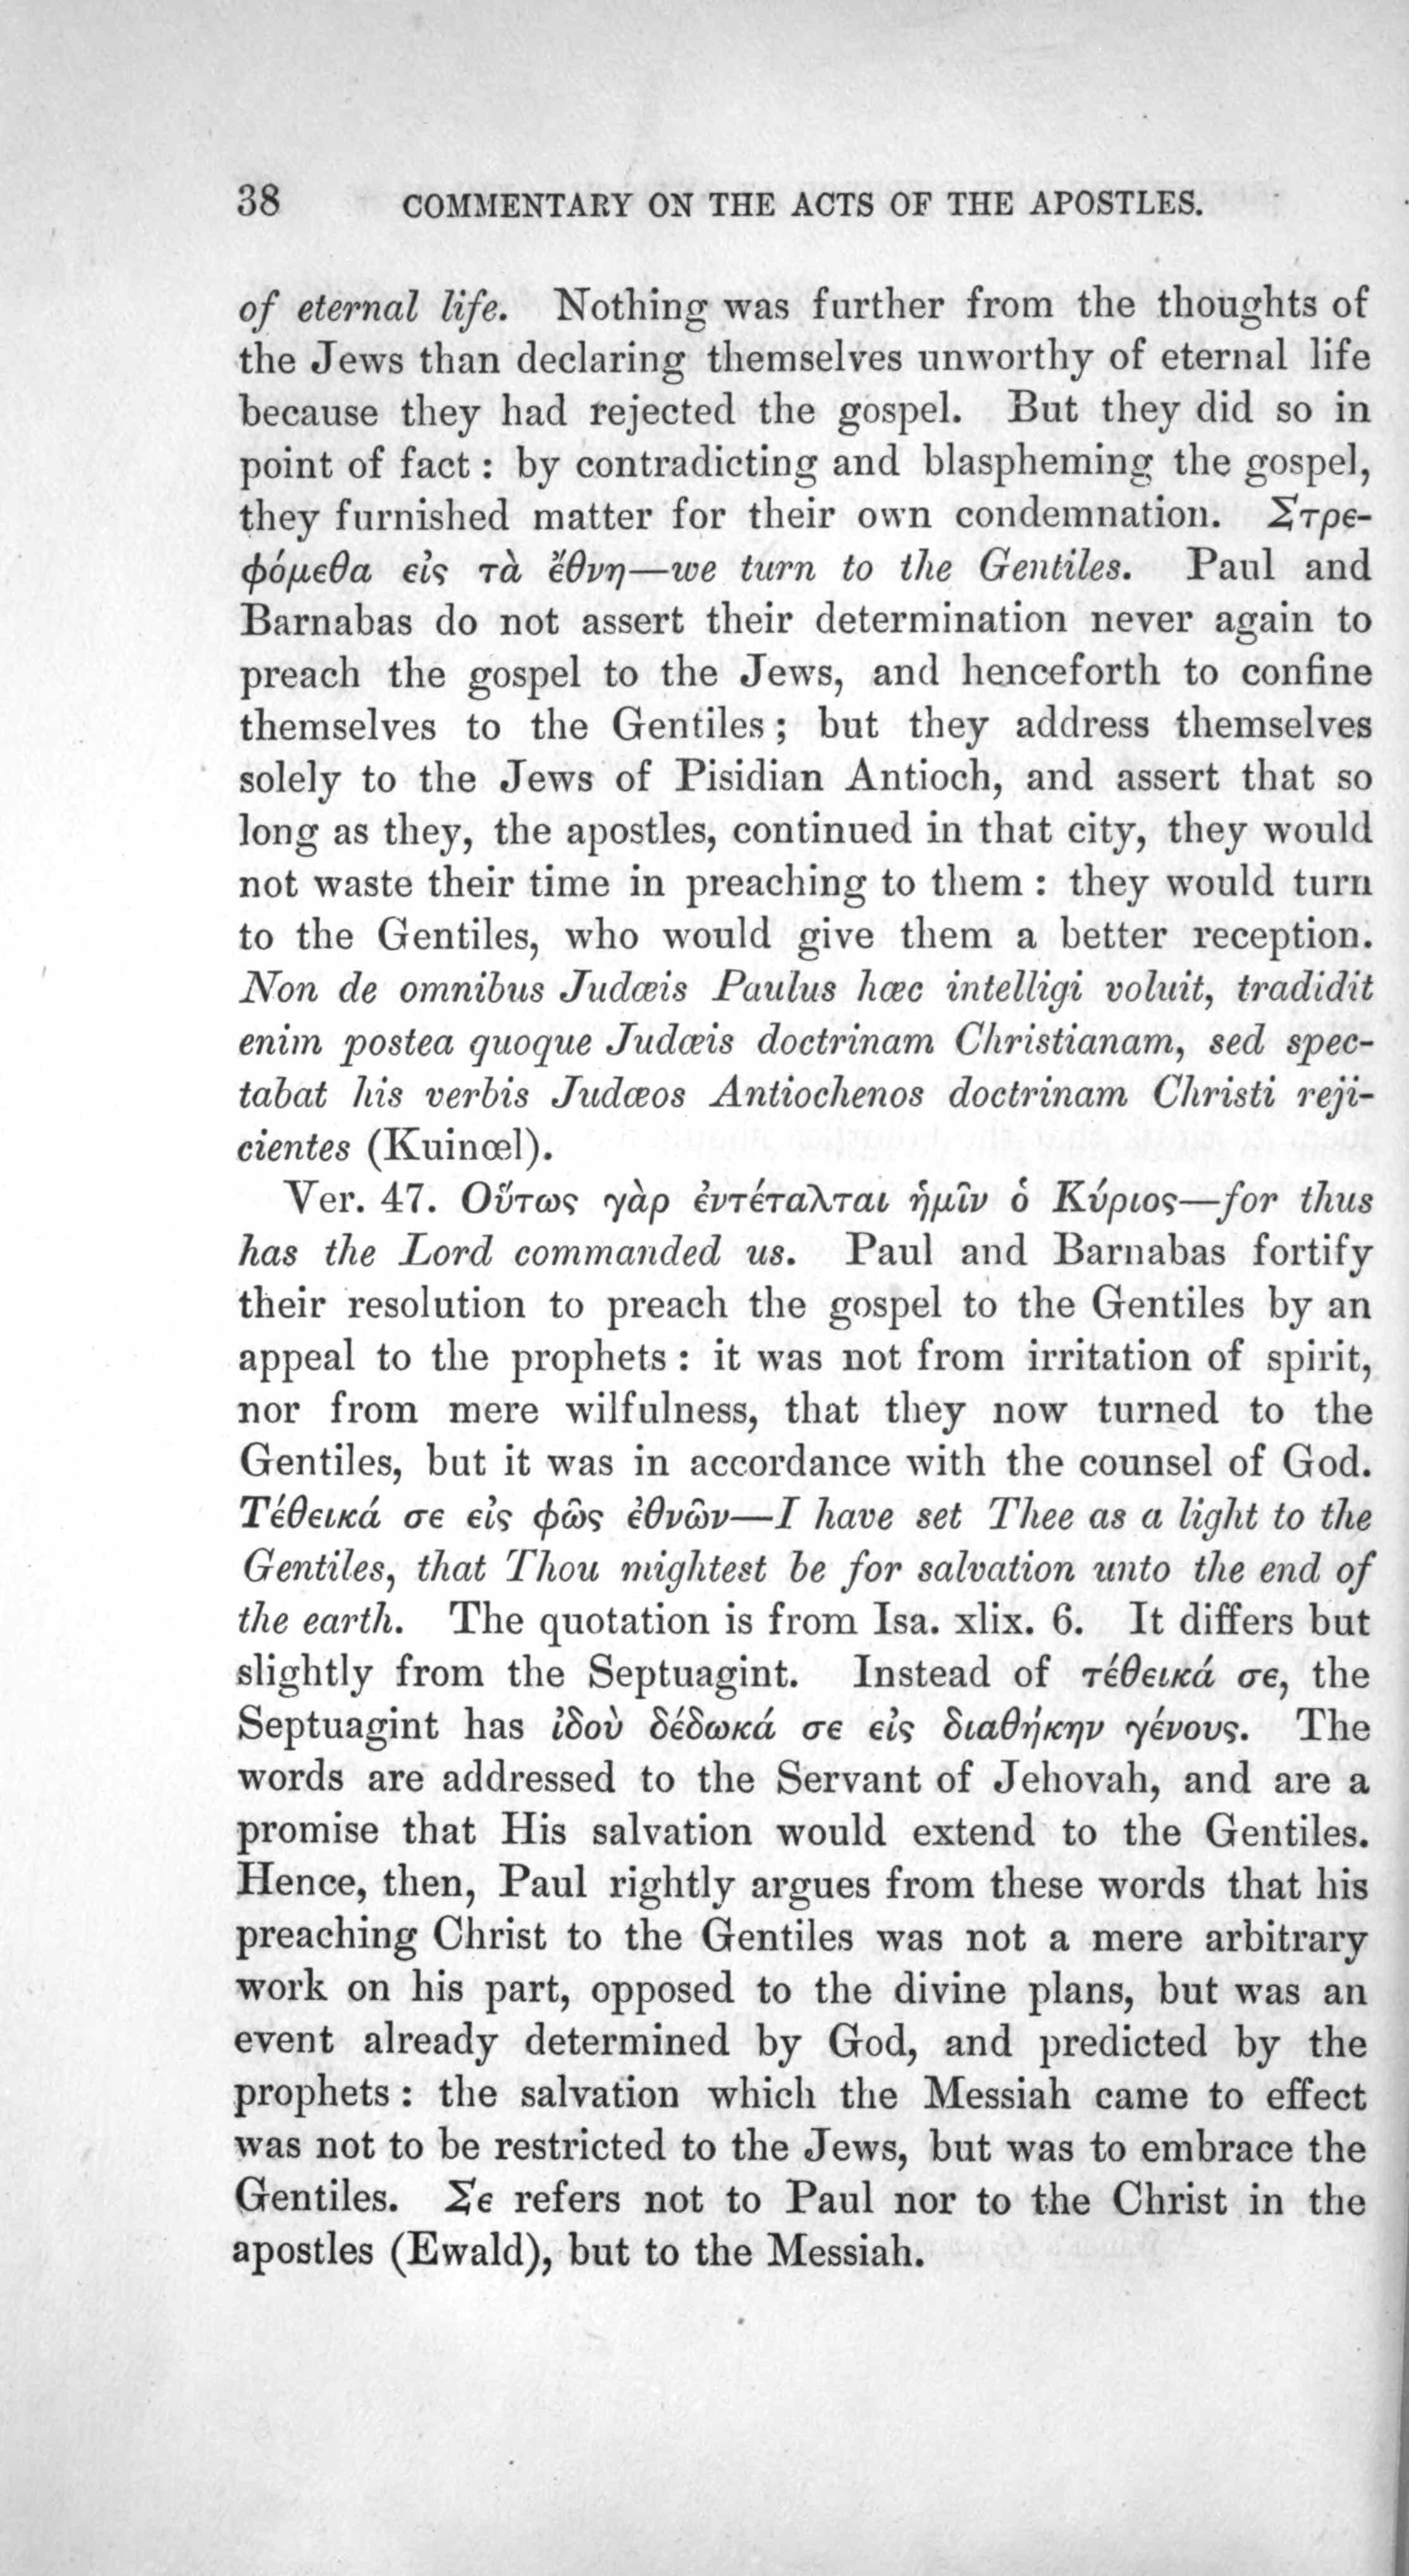 38 COMMENTARY ON THE ACTS OF THE APOSTLES.
of eternal life. Nothing was further from the thoughts of
the Jews than declaring themselves unworthy of eternal life
because they had rejected the gospel. But they did so in
point of fact : by contradicting and blaspheming the gospel,
they furnished matter for their own condemnation. Στρε-
φόμεθα εἰς τὰ ἔθνη—we turn to the Gentiles. Paul and
Barnabas do not assert their determination never again to
preach the gospel to the Jews, and henceforth to confine
themselves to the Gentiles ; but they address themselves
solely to the Jews of Pisidian Antioch, and assert that so
long as they, the apostles, continued in that city, they would
not waste their time in preaching to them : they would turn
to the Gentiles, who would give them a better reception.
Non de omnibus Judæis Paulus hæc intelligi voluit, tradidit
enim postea quoque Judæis doctrinam Christianam, sed spec-
tabat his verbis Judæos Antiochenos doctrinam Christi reji-
cientes (Kuinœl).
Ver. 47. Οὕτως γὰρ ἐντέταλται ἡμῖν ὁ Κύριος—for thus
has the Lord commanded us. Paul and Barnabas fortify
their resolution to preach the gospel to the Gentiles by an
appeal to the prophets : it was not from irritation of spirit,
nor from mere wilfulness, that they now turned to the
Gentiles, but it was in accordance with the counsel of God.
Τέθεικά σε εἰς φῶς ἐθνῶν—I have set Thee as a light to the
Gentiles, that Thou mightest be for salvation unto the end of
the earth. The quotation is from Isa. xlix. 6. It differs but
slightly from the Septuagint. Instead of τέθεικά σε, the
Septuagint has ἰδοὺ δέδωκά σε εἰς διαθήκην γένους. The
words are addressed to the Servant of Jehovah, and are a
promise that His salvation would extend to the Gentiles.
Hence, then, Paul rightly argues from these words that his
preaching Christ to the Gentiles was not a mere arbitrary
work on his part, opposed to the divine plans, but was an
event already determined by God, and predicted by the
prophets : the salvation which the Messiah came to effect
was not to be restricted to the Jews, but was to embrace the
Gentiles. Σε refers not to Paul nor to the Christ in the
apostles (Ewald), but to the Messiah.